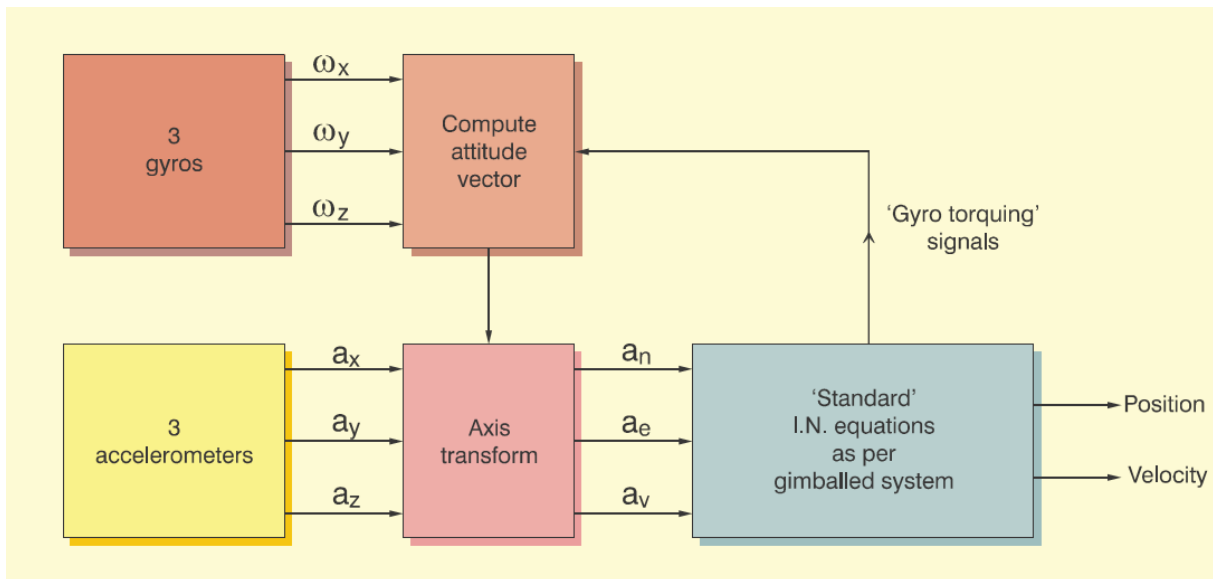 3
gyros
ωx
ωy
ωz
Compute
attitude
vector
'Gyro torquing'
signals
3
accelerometers
ax
ay
az
Axis
transform
an
ae
av
'Standard'
I.N. equations
as per
gimballed system
Position
Velocity